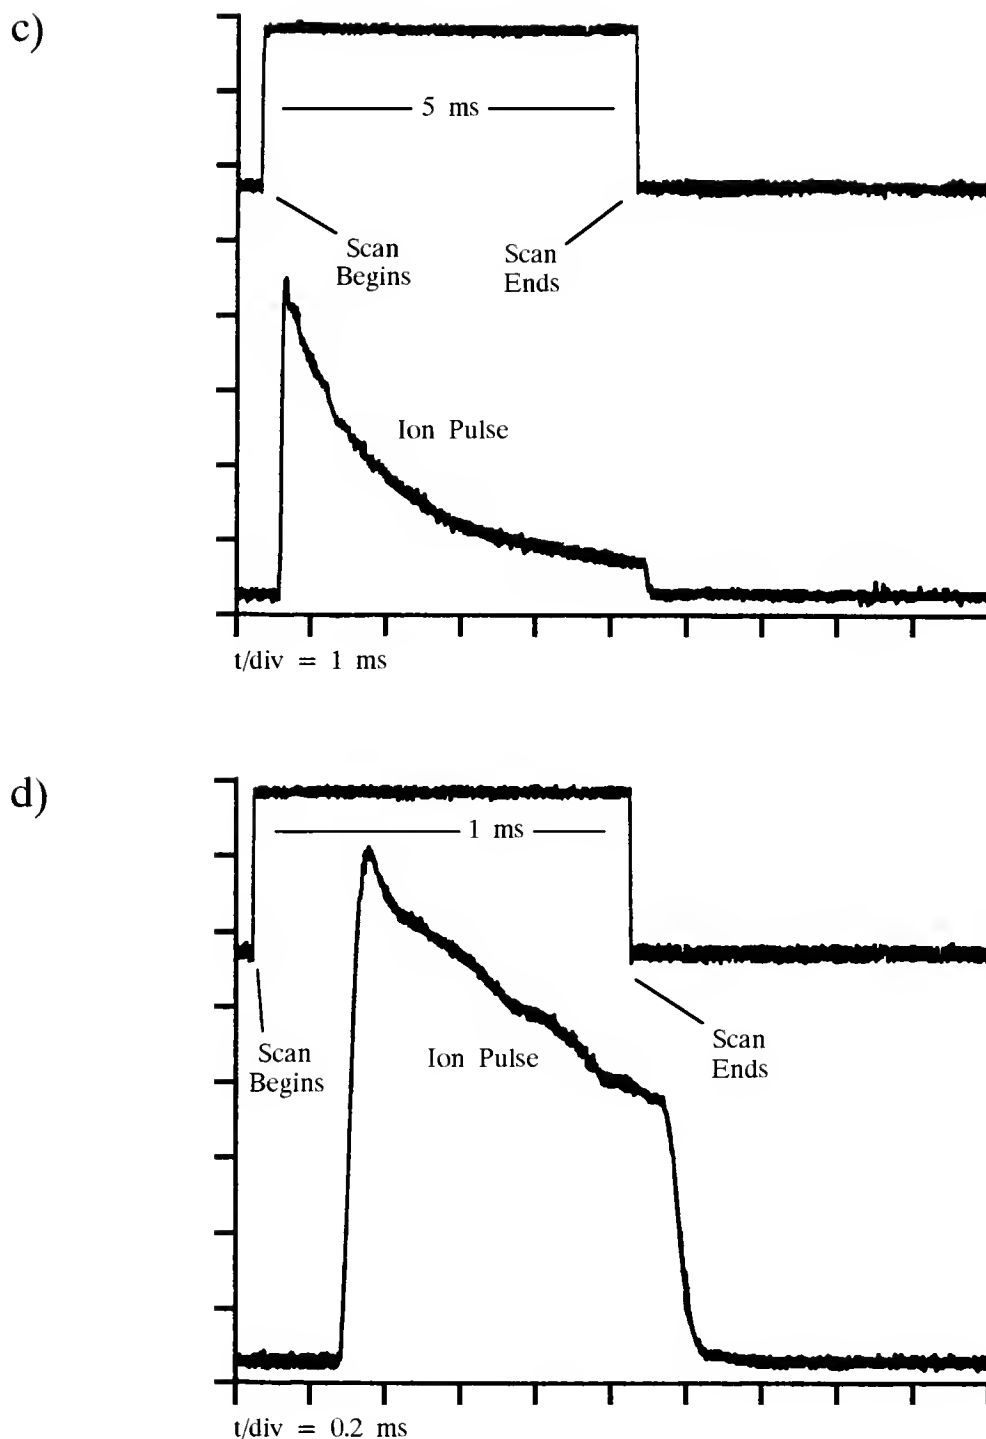 c)
5 ms
Scan
Begins
Scan
Ends
Ion Pulse
t/div = 1 ms
d)
1 ms
Scan
Begins
Ion Pulse
Scan
Ends
t/div = 0.2 ms